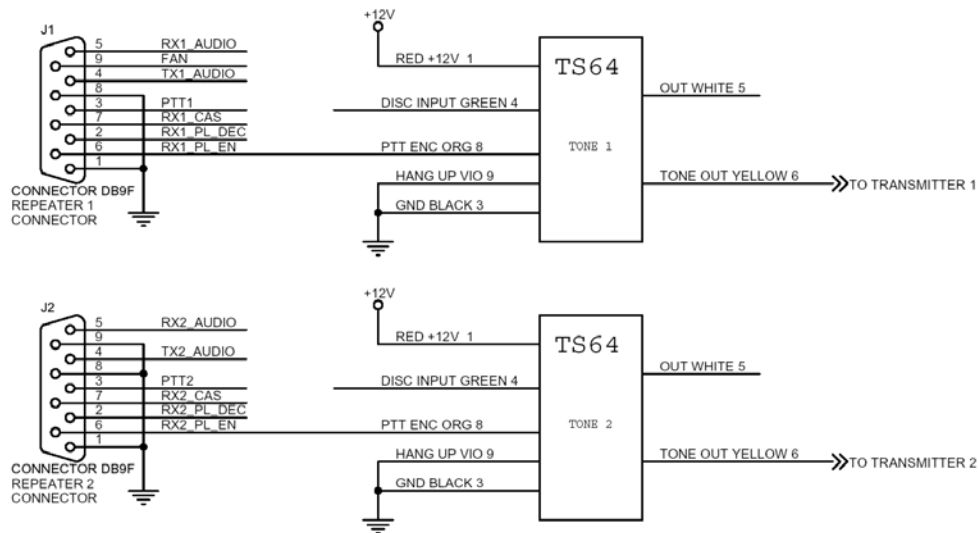 J1
5 RX1_AUDIO
9 FAN
4 TX1_AUDIO
8
3 PTT1
7 RX1_CAS
2 RX1_PL_DEC
6 RX1_PL_EN
1
CONNECTOR DB9F
REPEATER 1
CONNECTOR
+12V
RED +12V 1
DISC INPUT GREEN 4
PTT ENC ORG 8
HANG UP VIO 9
GND BLACK 3
TS64
TONE 1
OUT WHITE 5
TONE OUT YELLOW 6
TO TRANSMITTER 1
J2
5 RX2_AUDIO
9
4 TX2_AUDIO
8
3 PTT2
7 RX2_CAS
2 RX2_PL_DEC
6 RX2_PL_EN
1
CONNECTOR DB9F
REPEATER 2
CONNECTOR
+12V
RED +12V 1
DISC INPUT GREEN 4
PTT ENC ORG 8
HANG UP VIO 9
GND BLACK 3
TS64
TONE 2
OUT WHITE 5
TONE OUT YELLOW 6
TO TRANSMITTER 2